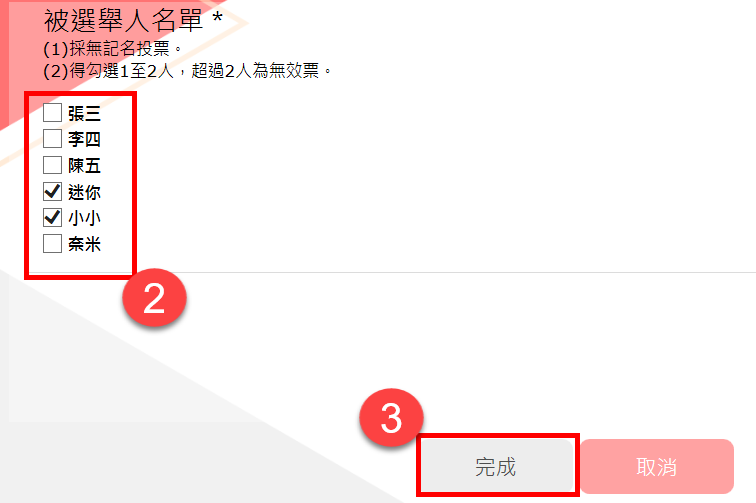 被選舉人名單 *
(1)採無記名投票。
(2)得勾選1至2人，超過2人為無效票。
張三
李四
陳五
迷你
小小
奈米
2
3
完成
取消